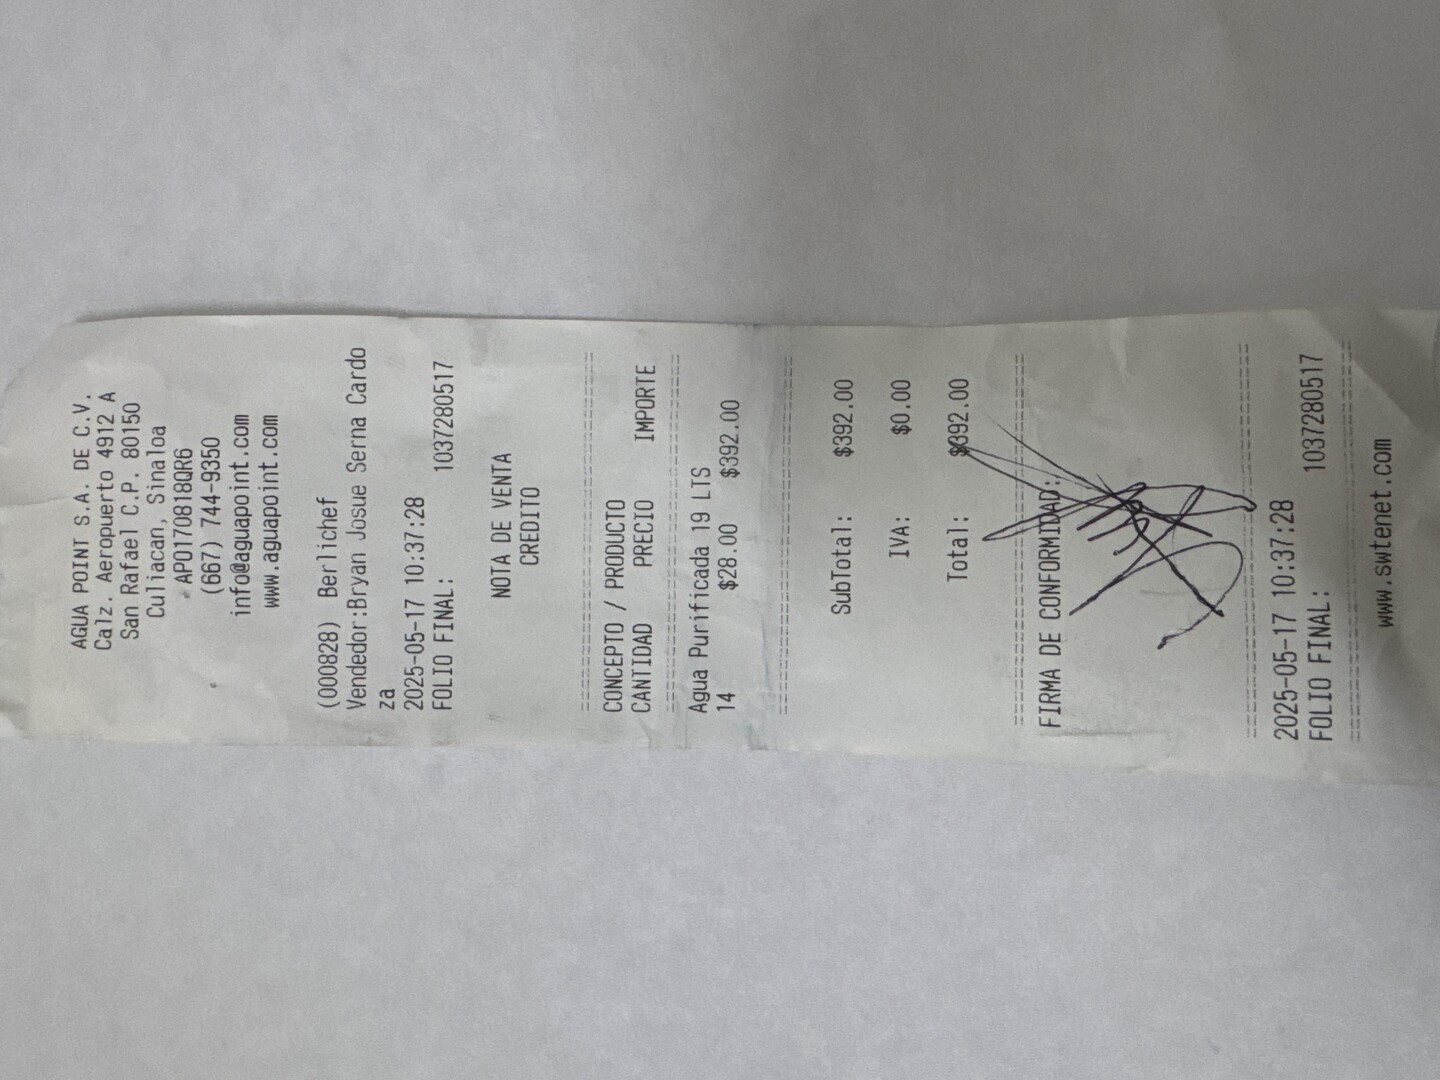 AGUA POINT S.A. DE C.V.
Calz. Aeropuerto 4912 A
San Rafael C.P. 80150
Culiacan, Sinaloa
APO170818QR6
(667) 744-9350
info@aguapoint.com
www.aguapoint.com
(000828) Berlichef
Vendedor:Bryan Josue Serna Cardo
za
2025-05-17 10:37:28
FOLIO FINAL: 1037280517
NOTA DE VENTA
CREDITO
CONCEPTO / PRODUCTO
CANTIDAD PRECIO IMPORTE
Agua Purificada 19 LTS
14 $28.00 $392.00
SubTotal: $392.00
IVA: $0.00
Total: $392.00
FIRMA DE CONFORMIDAD:
2025-05-17 10:37:28
FOLIO FINAL: 1037280517
www.swtenet.com